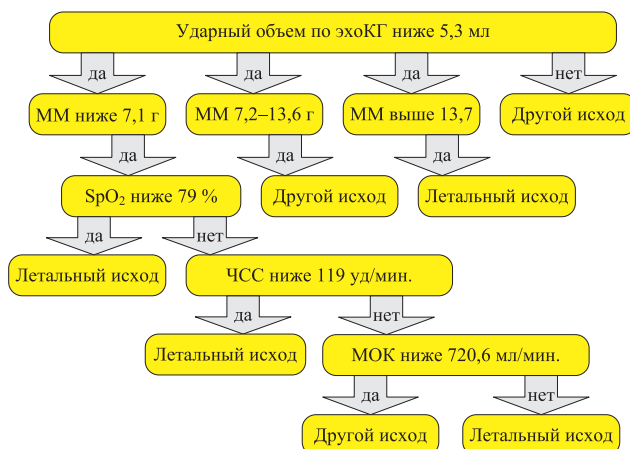 Ударный объем по эхоКГ ниже 5,3 мл
да
да
да
нет
ММ ниже 7,1 г
ММ 7,2–13,6 г
ММ выше 13,7
Другой исход
да
да
да
SpO₂ ниже 79 %
Другой исход
Летальный исход
да
нет
Летальный исход
ЧСС ниже 119 уд/мин.
да
нет
Летальный исход
МОК ниже 720,6 мл/мин.
да
нет
Другой исход
Летальный исход